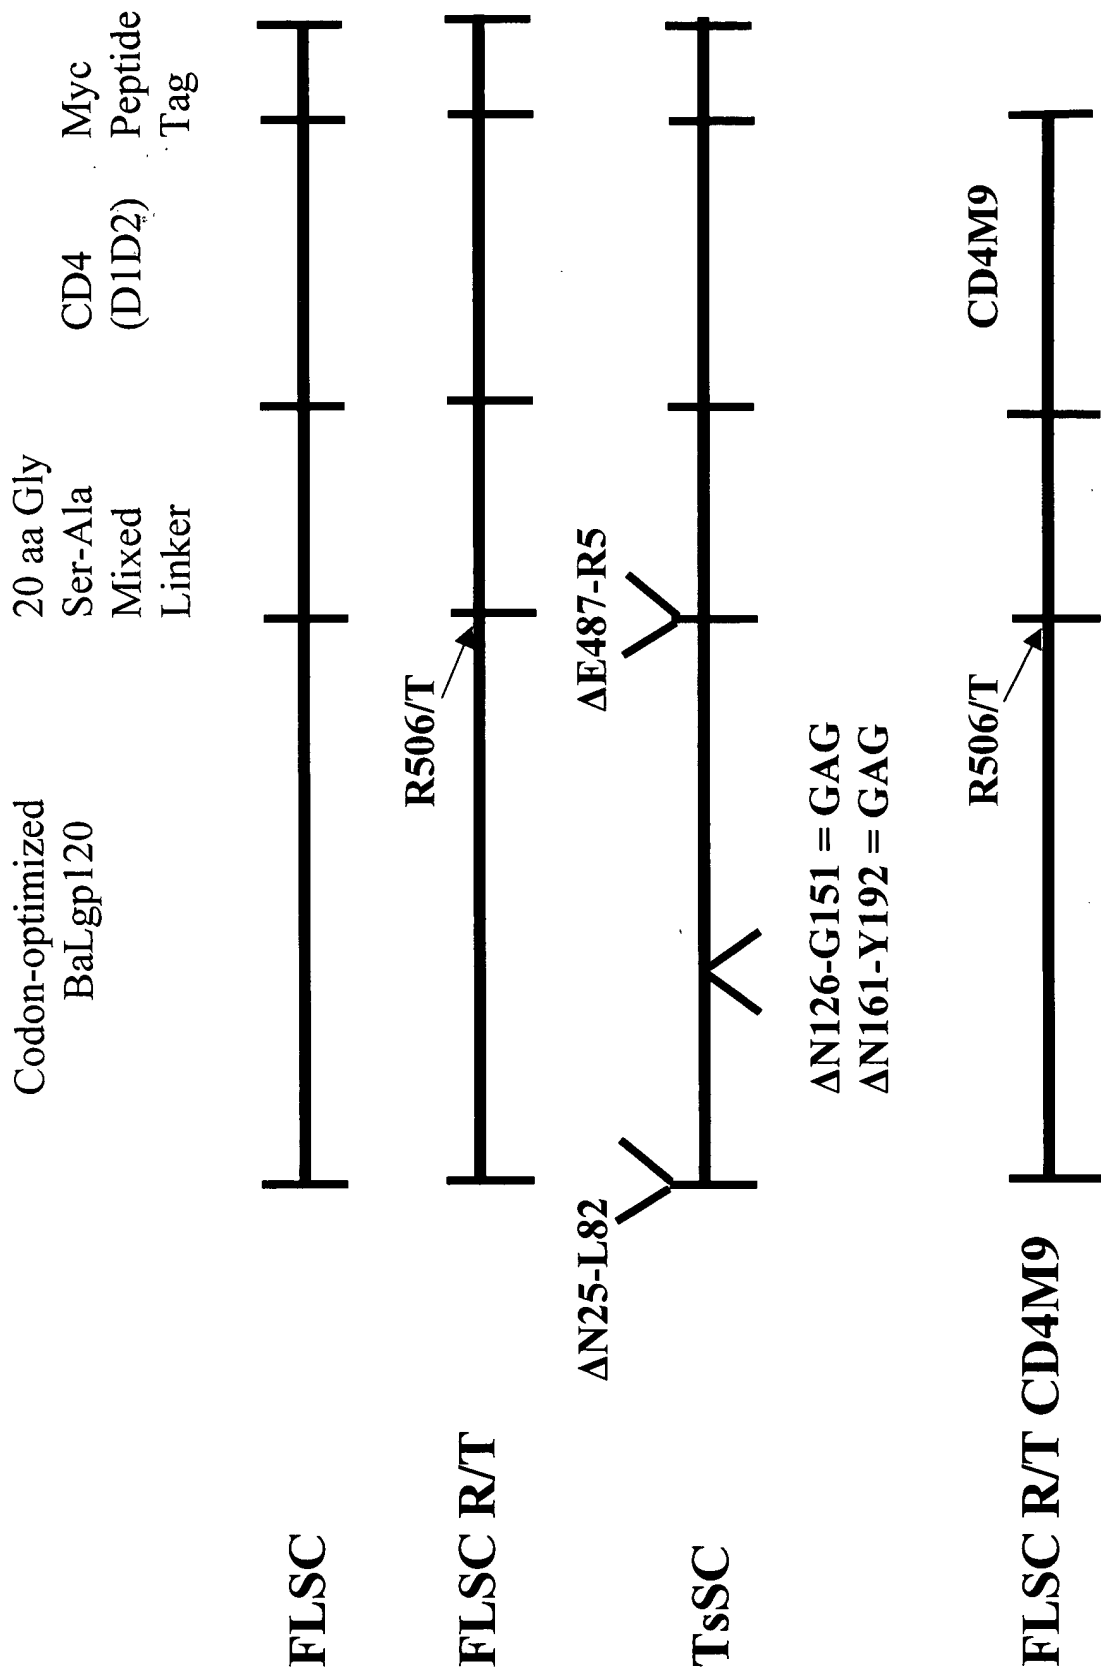 Codon-optimized
BaLgp120
20 aa Gly
Ser-Ala
Mixed
Linker
CD4
(D1D2)
Myc
Peptide
Tag
FLSC
FLSC R/T
R506/T
TsSC
ΔN25-L82
ΔE487-R5
ΔN126-G151 = GAG
ΔN161-Y192 = GAG
FLSC R/T CD4M9
R506/T
CD4M9